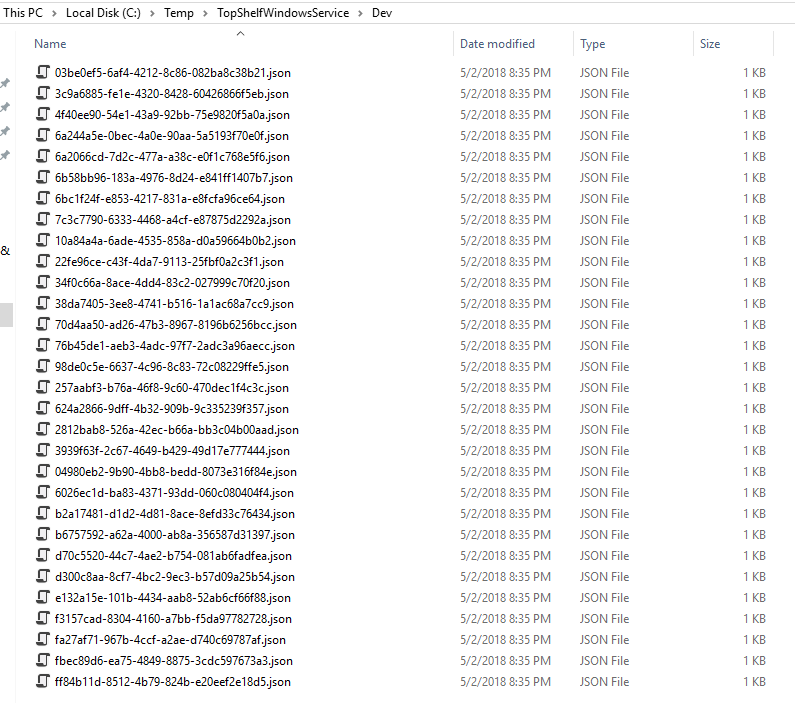 This PC > Local Disk (C:) > Temp > TopShelfWindowsService > Dev
Name Date modified Type Size
03be0ef5-6af4-4212-8c86-082ba8c38b21.json 5/2/2018 8:35 PM JSON File 1 KB
3c9a6885-fe1e-4320-8428-60426866f5eb.json 5/2/2018 8:35 PM JSON File 1 KB
4f40ee90-54e1-43a9-92bb-75e9820f5a0a.json 5/2/2018 8:35 PM JSON File 1 KB
6a244a5e-0bec-4a0e-90aa-5a5193f70e0f.json 5/2/2018 8:35 PM JSON File 1 KB
6a2066cd-7d2c-477a-a38c-e0f1c768e5f6.json 5/2/2018 8:35 PM JSON File 1 KB
6b58bb96-183a-4976-8d24-e841ff1407b7.json 5/2/2018 8:35 PM JSON File 1 KB
6bc1f24f-e853-4217-831a-e8fcfa96ce64.json 5/2/2018 8:35 PM JSON File 1 KB
7c3c7790-6333-4468-a4cf-e87875d2292a.json 5/2/2018 8:35 PM JSON File 1 KB
10a84a4a-6ade-4535-858a-d0a59664b0b2.json 5/2/2018 8:35 PM JSON File 1 KB
&
22fe96ce-c43f-4da7-9113-25fbf0a2c3f1.json 5/2/2018 8:35 PM JSON File 1 KB
34f0c66a-8ace-4dd4-83c2-027999c70f20.json 5/2/2018 8:35 PM JSON File 1 KB
38da7405-3ee8-4741-b516-1a1ac68a7cc9.json 5/2/2018 8:35 PM JSON File 1 KB
70d4aa50-ad26-47b3-8967-8196b6256bcc.json 5/2/2018 8:35 PM JSON File 1 KB
76b45de1-aeb3-4adc-97f7-2adc3a96aecc.json 5/2/2018 8:35 PM JSON File 1 KB
98de0c5e-6637-4c96-8c83-72c08229ffe5.json 5/2/2018 8:35 PM JSON File 1 KB
257aabf3-b76a-46f8-9c60-470dec1f4c3c.json 5/2/2018 8:35 PM JSON File 1 KB
624a2866-9dff-4b32-909b-9c335239f357.json 5/2/2018 8:35 PM JSON File 1 KB
2812bab8-526a-42ec-b66a-bb3c04b00aad.json 5/2/2018 8:35 PM JSON File 1 KB
3939f63f-2c67-4649-b429-49d17e777444.json 5/2/2018 8:35 PM JSON File 1 KB
04980eb2-9b90-4bb8-bedd-8073e316f84e.json 5/2/2018 8:35 PM JSON File 1 KB
6026ec1d-ba83-4371-93dd-060c080404f4.json 5/2/2018 8:35 PM JSON File 1 KB
b2a17481-d1d2-4d81-8ace-8efd33c76434.json 5/2/2018 8:35 PM JSON File 1 KB
b6757592-a62a-4000-ab8a-356587d31397.json 5/2/2018 8:35 PM JSON File 1 KB
d70c5520-44c7-4ae2-b754-081ab6fadfea.json 5/2/2018 8:35 PM JSON File 1 KB
d300c8aa-8cf7-4bc2-9ec3-b57d09a25b54.json 5/2/2018 8:35 PM JSON File 1 KB
e132a15e-101b-4434-aab8-52ab6cf66f88.json 5/2/2018 8:35 PM JSON File 1 KB
f3157cad-8304-4160-a7bb-f5da97782728.json 5/2/2018 8:35 PM JSON File 1 KB
fa27af71-967b-4ccf-a2ae-d740c69787af.json 5/2/2018 8:35 PM JSON File 1 KB
fbec89d6-ea75-4849-8875-3cdc597673a3.json 5/2/2018 8:35 PM JSON File 1 KB
ff84b11d-8512-4b79-824b-e20eef2e18d5.json 5/2/2018 8:35 PM JSON File 1 KB